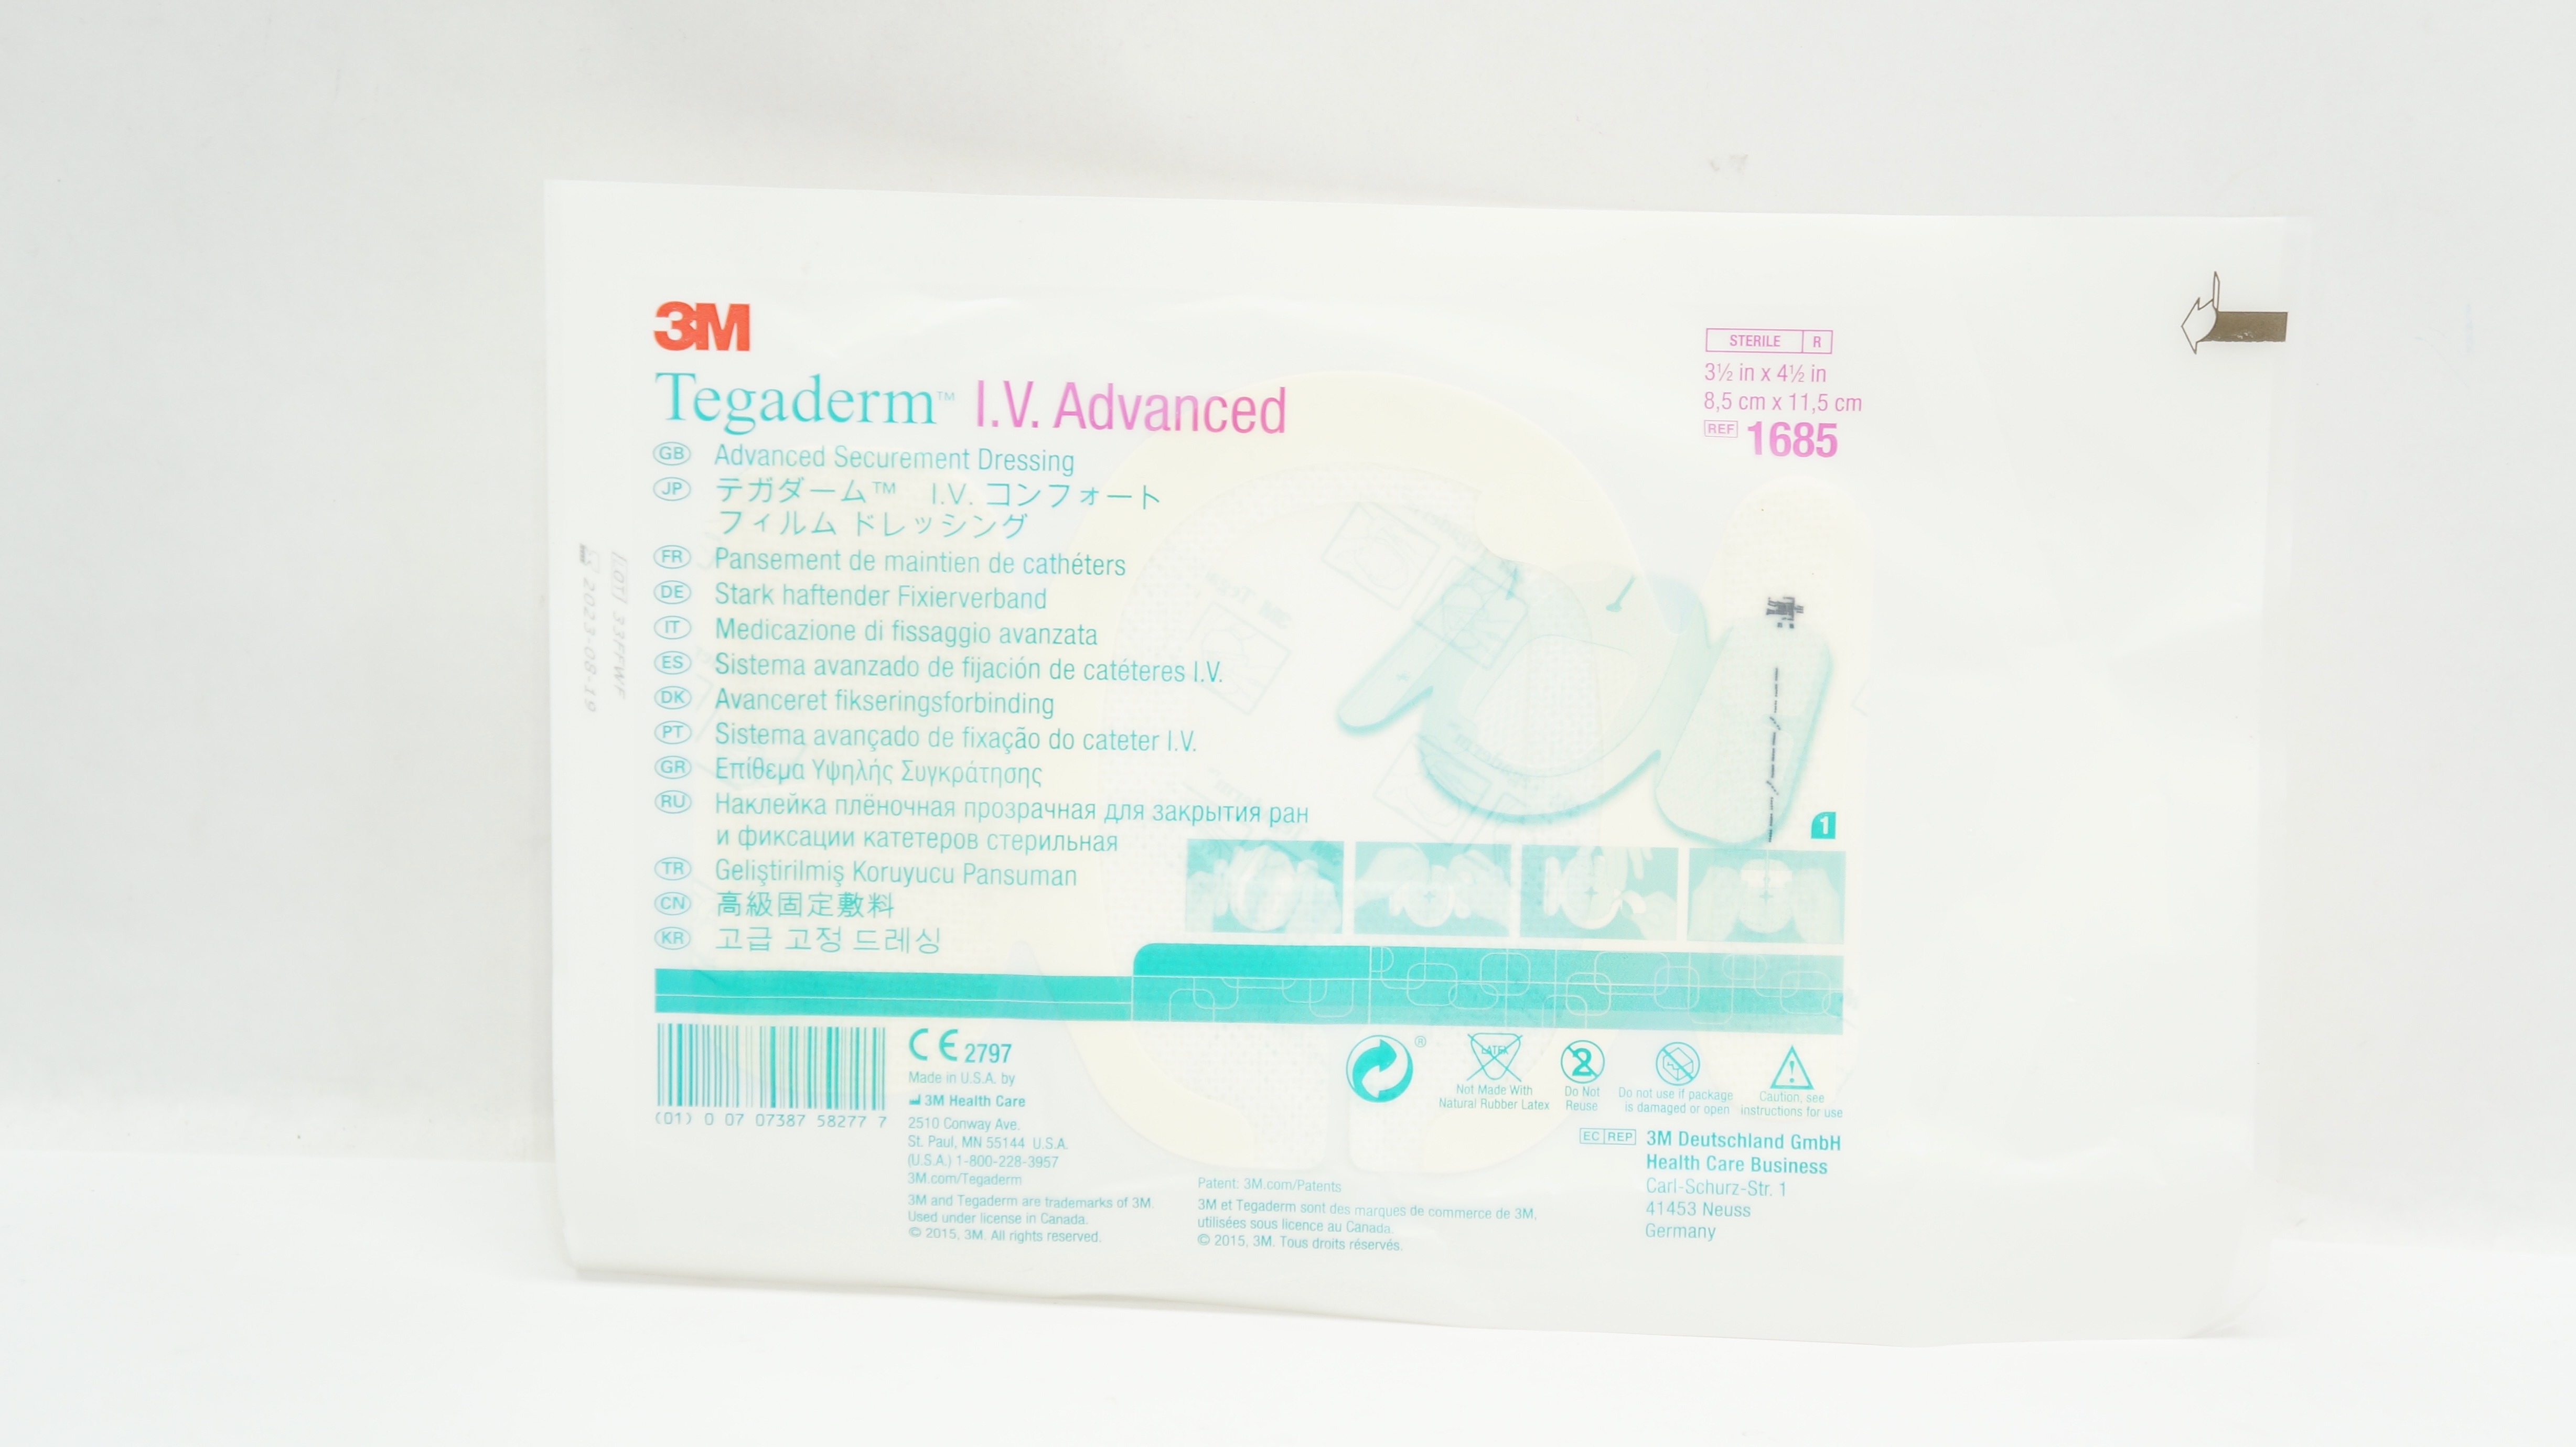 3M
Tegaderm™ I.V. Advanced
STERILE R
3½ in x 4½ in
8,5 cm x 11,5 cm
REF 1685
GB Advanced Securement Dressing
JP テガダーム™ I.V. コンフォート
フィルム ドレッシング
FR Pansement de maintien de cathéters
DE Stark haftender Fixierverband
IT Medicazione di fissaggio avanzata
ES Sistema avanzado de fijación de catéteres I.V.
DK Avanceret fikseringsforbinding
PT Sistema avançado de fixação do cateter I.V.
GR Επίθεμα Υψηλής Συγκράτησης
RU Наклейка плёночная прозрачная для закрытия ран
и фиксации катетеров стерильная
TR Geliştirilmiş Koruyucu Pansuman
CN 高級固定敷料
KR 고급 고정 드레싱
1
(01) 0 07 07387 58277 7
CE 2797
Made in U.S.A. by
3M Health Care
2510 Conway Ave.
St. Paul, MN 55144 U.S.A.
(U.S.A.) 1-800-228-3957
3M.com/Tegaderm
3M and Tegaderm are trademarks of 3M.
Used under license in Canada.
© 2015, 3M. All rights reserved.
Patent: 3M.com/Patents
3M et Tegaderm sont des marques de commerce de 3M,
utilisées sous licence au Canada.
© 2015, 3M. Tous droits réservés.
®
LATEX
Not Made With
Natural Rubber Latex
2
Do Not
Reuse
Do not use if package
is damaged or open
Caution, see
instructions for use
EC REP 3M Deutschland GmbH
Health Care Business
Carl-Schurz-Str. 1
41453 Neuss
Germany
2023-08-19